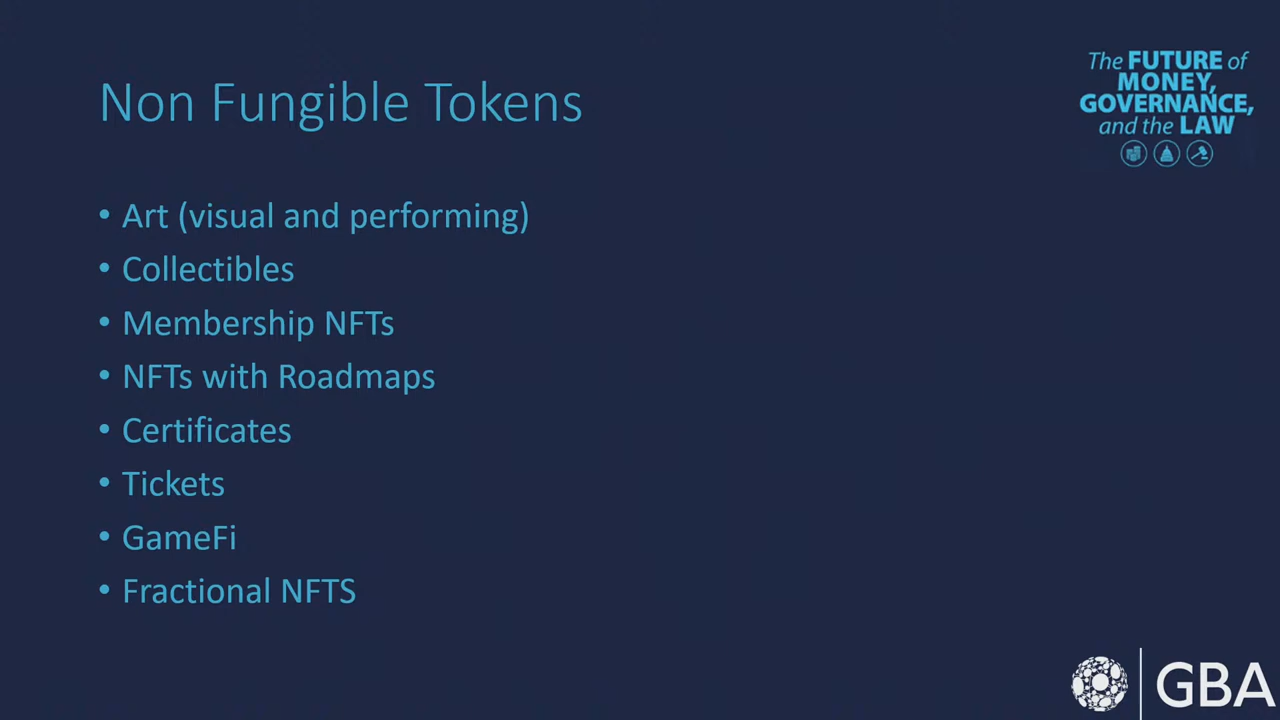 Non Fungible Tokens
The FUTURE of
MONEY,
GOVERNANCE,
and the LAW
• Art (visual and performing)
• Collectibles
• Membership NFTs
• NFTs with Roadmaps
• Certificates
• Tickets
• GameFi
• Fractional NFTS
GBA